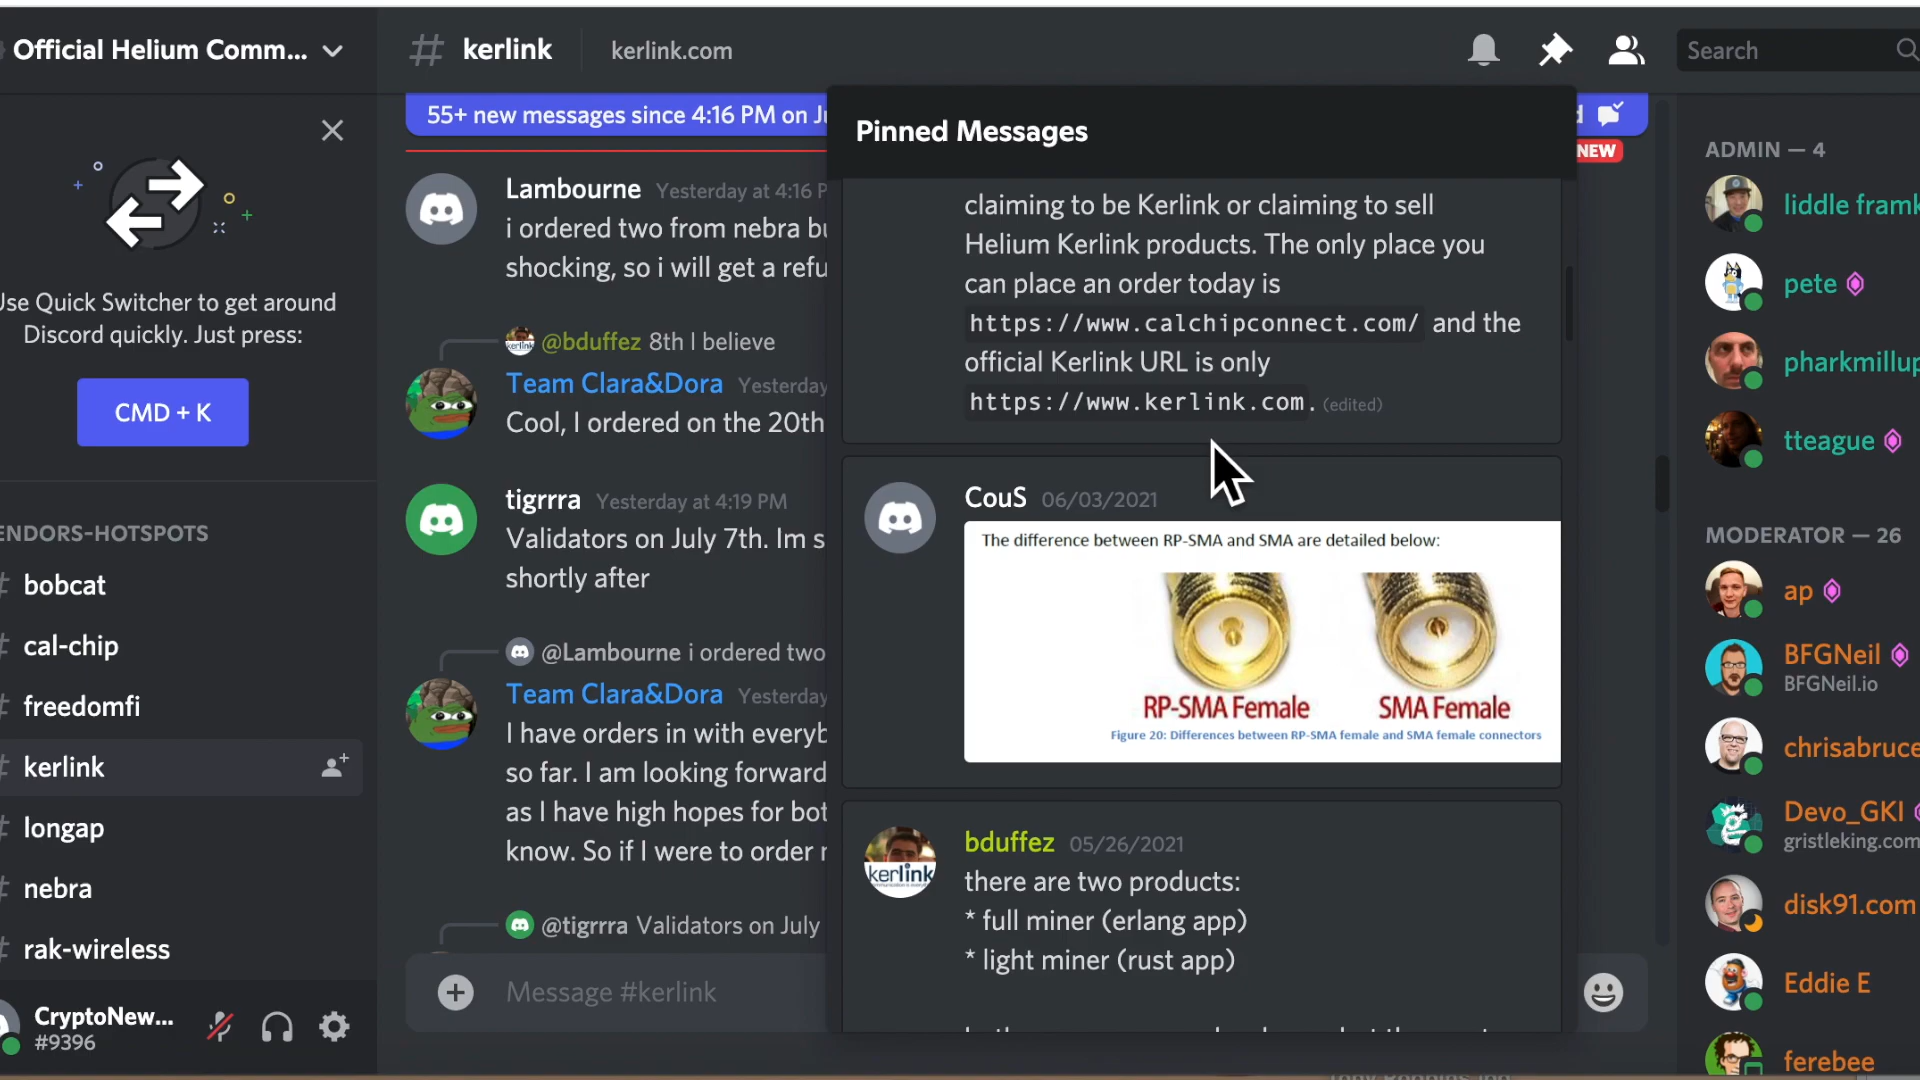 Official Helium Comm...
Use Quick Switcher to get around
Discord quickly. Just press:
CMD + K
ENDORS-HOTSPOTS
bobcat
cal-chip
freedomfi
# kerlink
longap
nebra
rak-wireless
CryptoNew...
#9396
# kerlink
kerlink.com
Search
55+ new messages since 4:16 PM on
NEW
Lambourne Yesterday at 4:16 P
i ordered two from nebra
shocking, so i will get a
@bduffez 8th I believe
Team Clara&Dora Yesterday
Cool, I ordered on the 20th
tigrrra Yesterday at 4:19 PM
Validators on July 7th. Im s
shortly after
@Lambourne i ordered two
Team Clara&Dora Yesterday
I have orders in with
so far. I am looking forward
as I have high hopes for
know. So if I were to order
@tigrrra Validators on July
Message #kerlink
Pinned Messages
claiming to be Kerlink or claiming to sell
Helium Kerlink products. The only place you
can place an order today is
https://www.calchipconnect.com/ and the
official Kerlink URL is only
https://www.kerlink.com. (edited)
CouS 06/03/2021
The difference between RP-SMA and SMA are detailed below:
RP-SMA Female SMA Female
Figure 20: Differences between RP-SMA female and SMA female connectors
kerlink
bduffez 05/26/2021
there are two products:
* full miner (erlang app)
* light miner (rust app)
ADMIN — 4
liddle framk
pete
pharkmillup
tteague
MODERATOR — 26
ap
BFGNeil
BFGNeil.io
chrisabruce
Devo_GKI
gristleking.com
disk91.com
Eddie E
ferebee